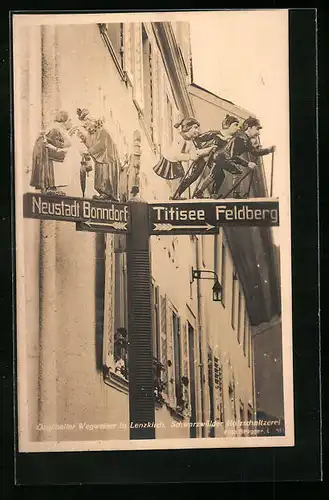 Neustadt Bonndorf
Titisee Feldberg
Origineller Wegweiser in Lenzkirch. Schwarzwälder Holzschnitzerei